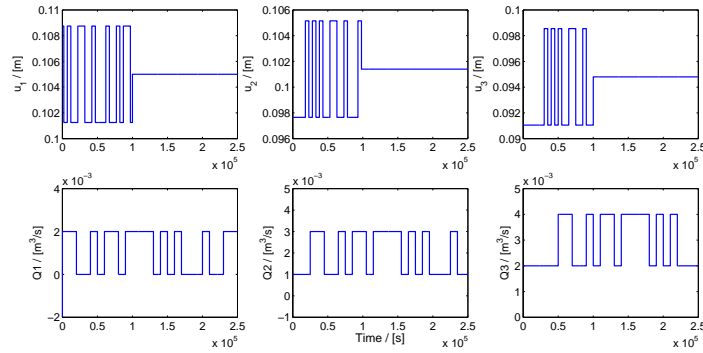 0.11
0.108
0.106
0.104
0.102
0.1
u_1 / [m]
0 0.5 1 1.5 2 2.5
x 10^5
0.106
0.104
0.102
0.1
0.098
0.096
u_2 / [m]
0 0.5 1 1.5 2 2.5
x 10^5
0.1
0.098
0.096
0.094
0.092
0.09
u_3 / [m]
0 0.5 1 1.5 2 2.5
x 10^5
x 10^-3
4
2
0
−2
Q1 / [m^3/s]
0 0.5 1 1.5 2 2.5
x 10^5
x 10^-3
5
4
3
2
1
0
−1
Q2 / [m^3/s]
0 0.5 1 1.5 2 2.5
x 10^5
Time / [s]
x 10^-3
5
4
3
2
1
0
Q3 / [m^3/s]
0 0.5 1 1.5 2 2.5
x 10^5